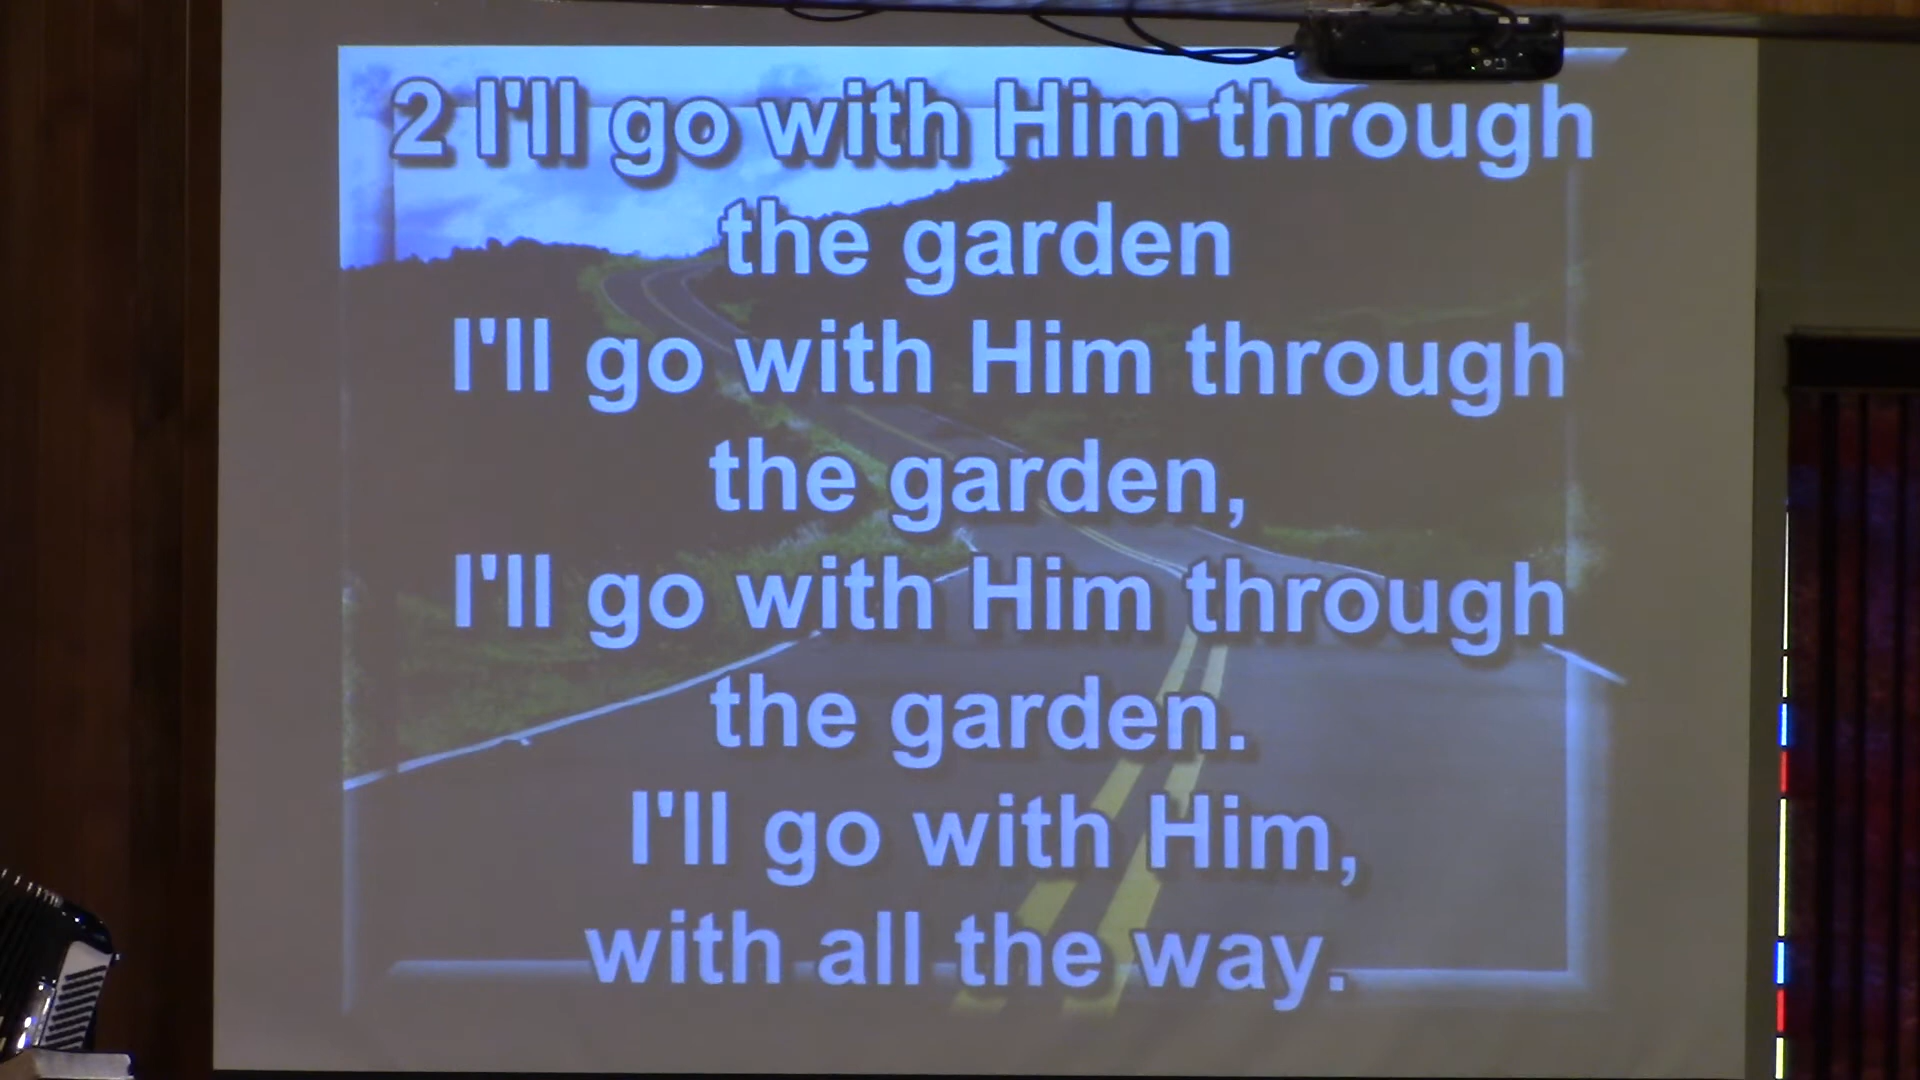 2 I'll go with Him through
the garden
I'll go with Him through
the garden,
I'll go with Him through
the garden.
I'll go with Him,
with all the way.